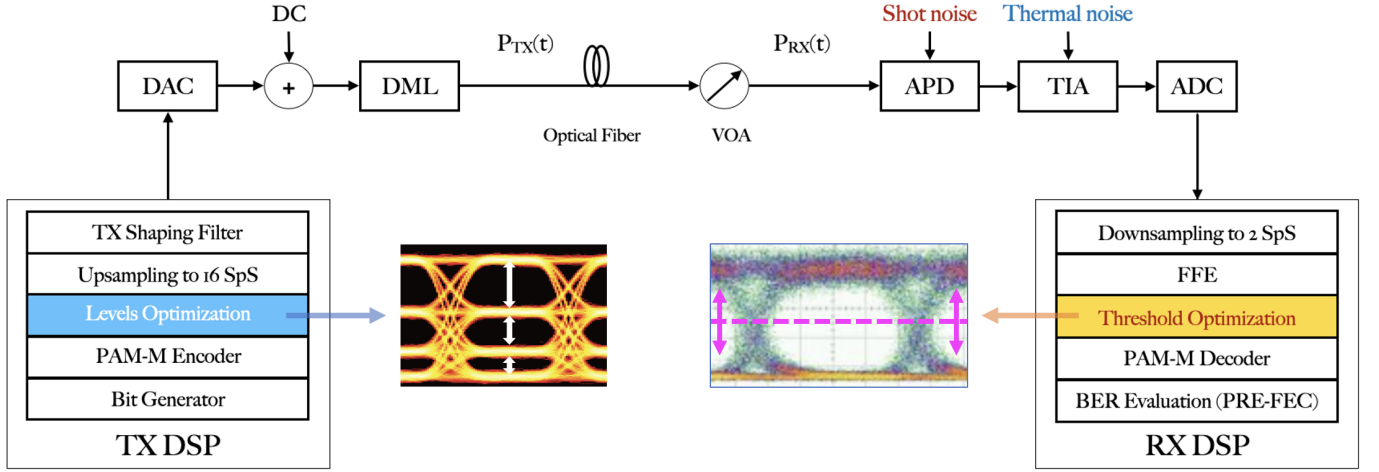 DC
Shot noise
Thermal noise
P_TX(t)
P_RX(t)
DAC
+
DML
APD
TIA
ADC
Optical Fiber
VOA
TX Shaping Filter
Upsampling to 16 SpS
Levels Optimization
PAM-M Encoder
Bit Generator
TX DSP
Downsampling to 2 SpS
FFE
Threshold Optimization
PAM-M Decoder
BER Evaluation (PRE-FEC)
RX DSP